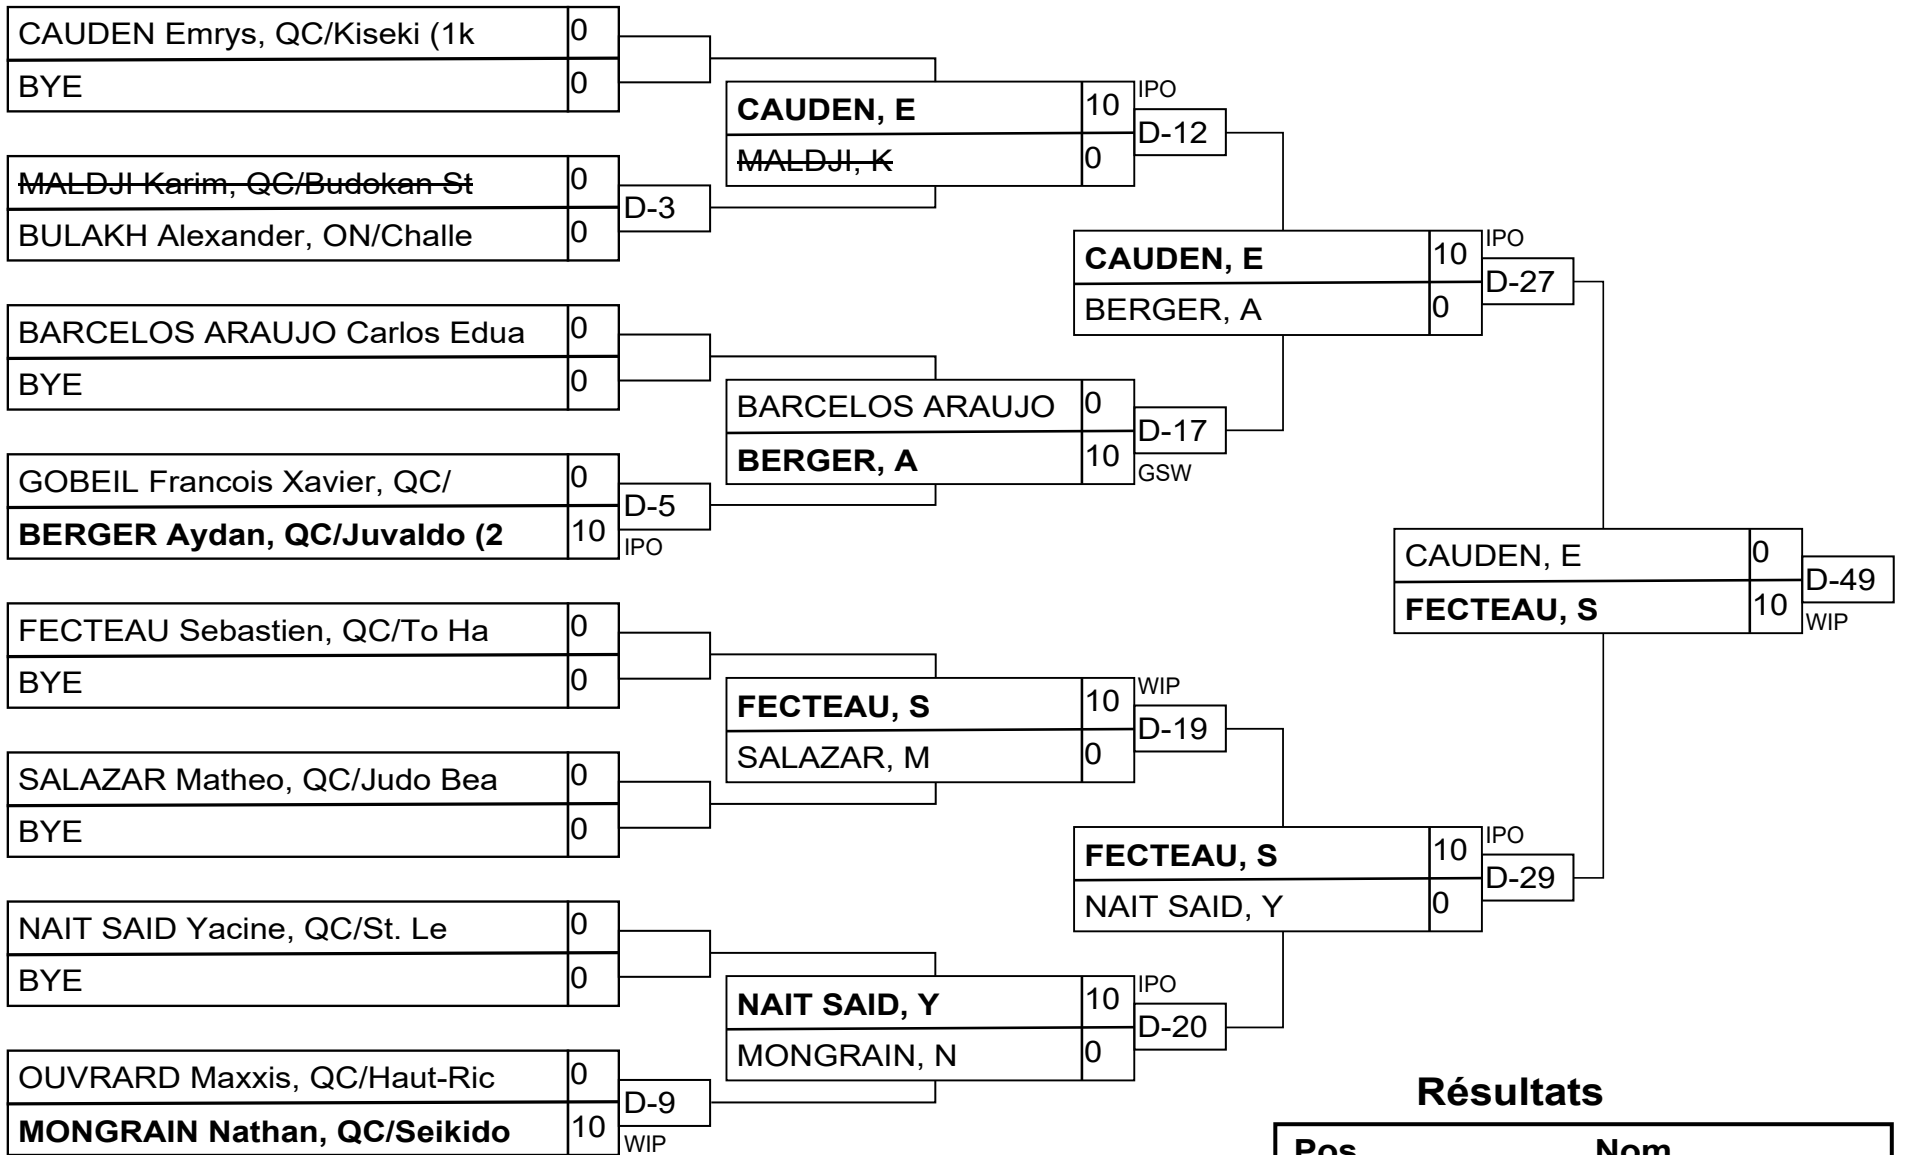 CAUDEN Emrys, QC/Kiseki (1k 0
BYE 0
MALDJI Karim, QC/Budokan St 0
D-3
BULAKH Alexander, ON/Challe 0
BARCELOS ARAUJO Carlos Edua 0
BYE 0
GOBEIL Francois Xavier, QC/ 0
D-5
BERGER Aydan, QC/Juvaldo (2 10
IPO
FECTEAU Sebastien, QC/To Ha 0
BYE 0
SALAZAR Matheo, QC/Judo Bea 0
BYE 0
NAIT SAID Yacine, QC/St. Le 0
BYE 0
OUVRARD Maxxis, QC/Haut-Ric 0
D-9
MONGRAIN Nathan, QC/Seikido 10
WIP
IPO
CAUDEN, E 10
D-12
MALDJI, K 0
BARCELOS ARAUJO 0
D-17
BERGER, A 10
GSW
WIP
FECTEAU, S 10
D-19
SALAZAR, M 0
IPO
NAIT SAID, Y 10
D-20
MONGRAIN, N 0
IPO
CAUDEN, E 10
D-27
BERGER, A 0
IPO
FECTEAU, S 10
D-29
NAIT SAID, Y 0
CAUDEN, E 0
D-49
FECTEAU, S 10
WIP
Résultats
Pos Nom